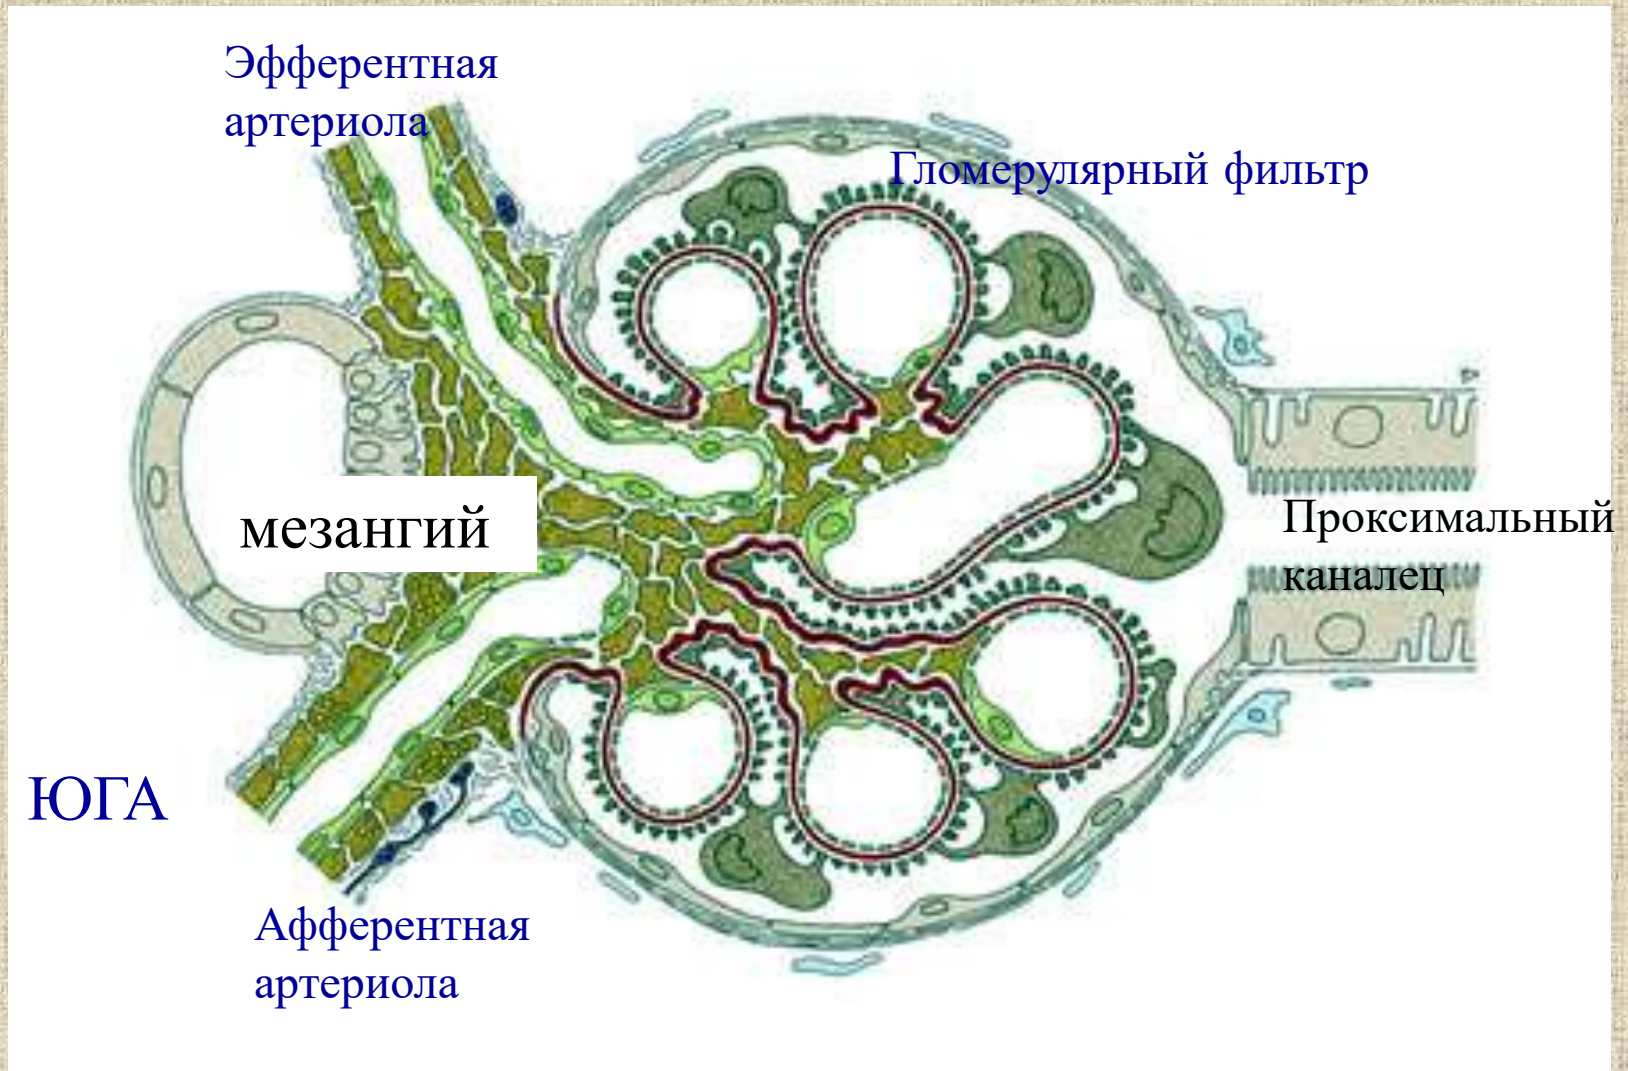 Эфферентная
артериола
Гломерулярный фильтр
мезангий
Проксимальный
каналец
ЮГА
Афферентная
артериола